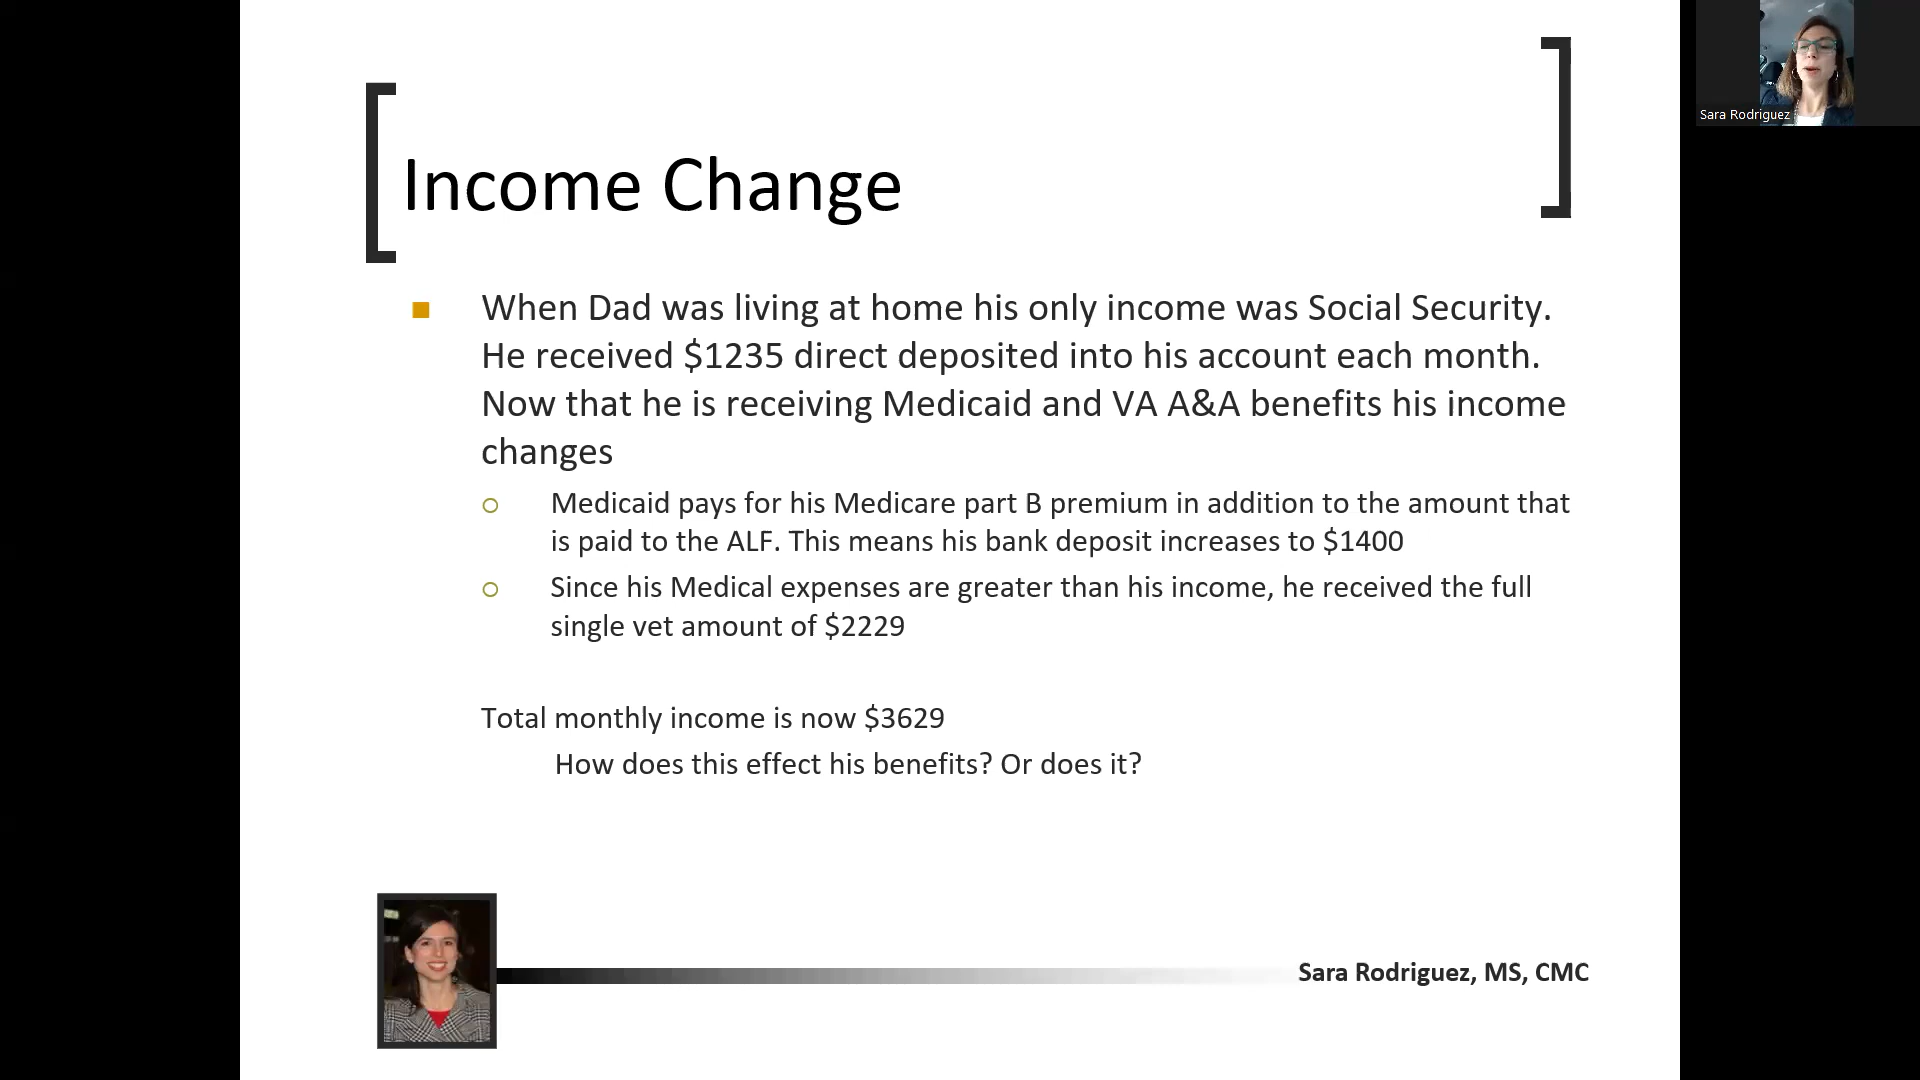 Sara Rodriguez
Income Change
When Dad was living at home his only income was Social Security.
He received $1235 direct deposited into his account each month.
Now that he is receiving Medicaid and VA A&A benefits his income
changes
Medicaid pays for his Medicare part B premium in addition to the amount that
is paid to the ALF. This means his bank deposit increases to $1400
Since his Medical expenses are greater than his income, he received the full
single vet amount of $2229
Total monthly income is now $3629
How does this effect his benefits? Or does it?
Sara Rodriguez, MS, CMC